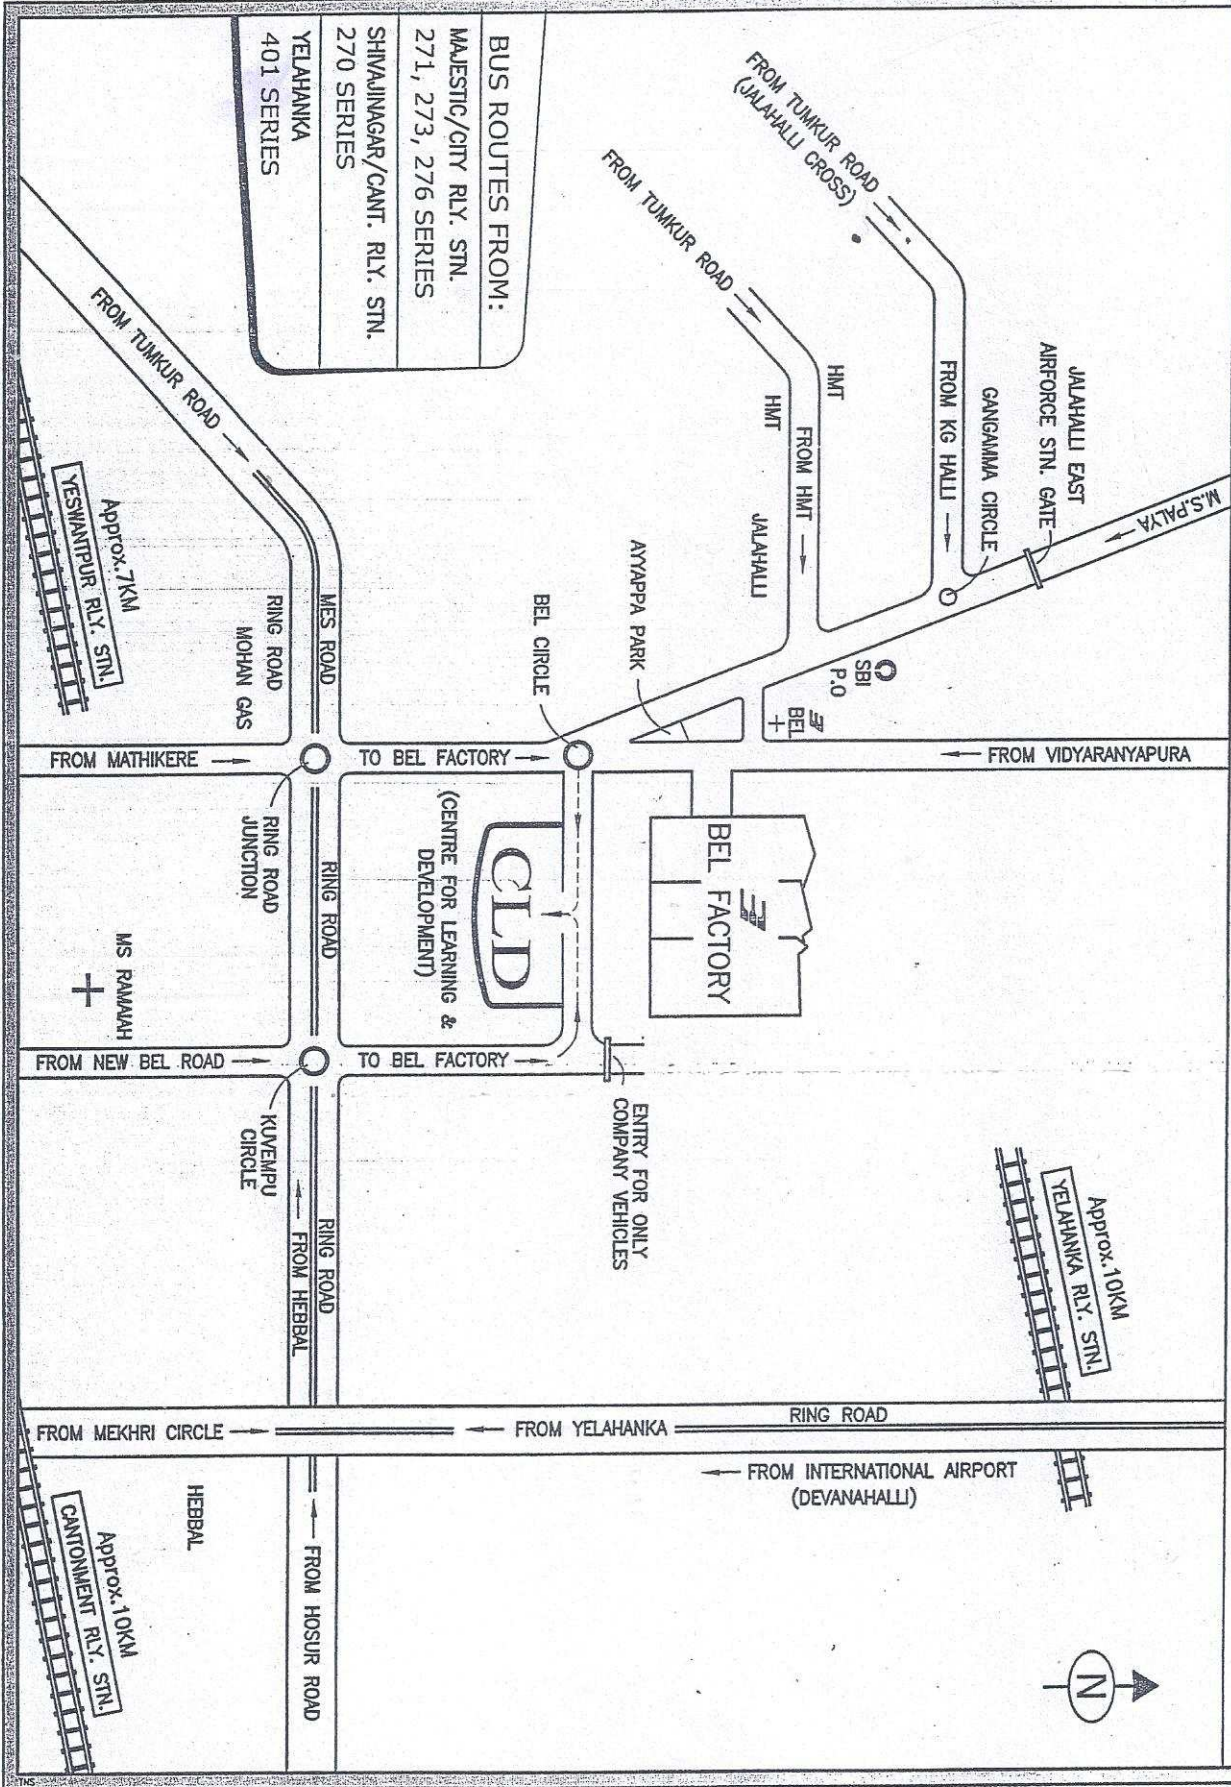 BUS ROUTES FROM:
MAJESTIC/CITY RLY. STN.
271, 273, 276 SERIES
SHIVAJINAGAR/CANT. RLY. STN.
270 SERIES
YELAHANKA
401 SERIES
FROM TUMKUR ROAD
(JALAHALLI CROSS)
FROM TUMKUR ROAD
HMT
HMT
FROM HMT
JALAHALLI
FROM KG HALLI
GANGAMMA CIRCLE
JALAHALLI EAST
AIRFORCE STN. GATE
M.S.PALYA
SBI
P.O
BEL
AYYAPPA PARK
BEL CIRCLE
FROM VIDYARANYAPURA
BEL FACTORY
CLD
(CENTRE FOR LEARNING &
DEVELOPMENT)
ENTRY FOR ONLY
COMPANY VEHICLES
TO BEL FACTORY
TO BEL FACTORY
FROM TUMKUR ROAD
MES ROAD
RING ROAD
MOHAN GAS
FROM MATHIKERE
RING ROAD
JUNCTION
RING ROAD
MS RAMAIAH
FROM NEW BEL ROAD
KUVEMPU
CIRCLE
RING ROAD
FROM HEBBAL
Approx.7KM
YESWANTPUR RLY. STN.
Approx.10KM
YELAHANKA RLY. STN.
RING ROAD
FROM YELAHANKA
FROM MEKHRI CIRCLE
FROM INTERNATIONAL AIRPORT
(DEVANAHALLI)
HEBBAL
FROM HOSUR ROAD
Approx.10KM
CANTONMENT RLY. STN.
N